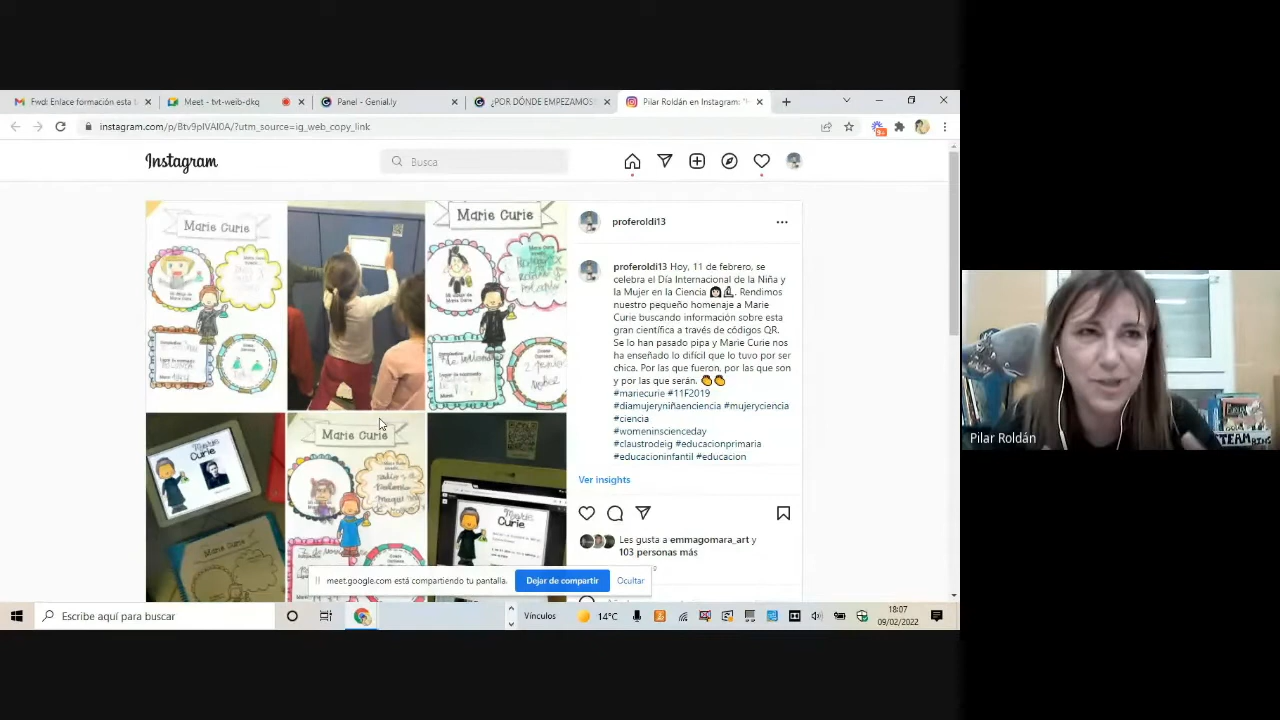 Fwd: Enlace formación esta t
Meet - tvt-weib-dkq
Panel - Genial.ly
¿POR DÓNDE EMPEZAMOS?
Pilar Roldán en Instagram: "H
instagram.com/p/Btv9pIVAI0A/?utm_source=ig_web_copy_link
Instagram
Busca
Marie Curie
Marie Curie
proferoldi13
proferoldi13 Hoy, 11 de febrero, se
celebra el Día Internacional de la Niña y
la Mujer en la Ciencia 👩🏻🔬. Rendimos
nuestro pequeño homenaje a Marie
Curie buscando información sobre esta
gran científica a través de códigos QR.
Se lo han pasado pipa y Marie Curie nos
ha enseñado lo difícil que lo tuvo por ser
chica. Por las que fueron, por las que son
y por las que serán. 👏👏
#mariecurie #11F2019
#diamujeryniñaenciencia #mujeryciencia
#ciencia
#womeninscienceday
#claustrodeig #educacionprimaria
#educacioninfantil #educacion
Ver insights
Les gusta a emmagomara_art y
103 personas más
Marie Curie
Curie
Curie
meet.google.com está compartiendo tu pantalla.
Dejar de compartir
Ocultar
Escribe aquí para buscar
Vínculos
14°C
18:07
09/02/2022
Pilar Roldán
STEAM